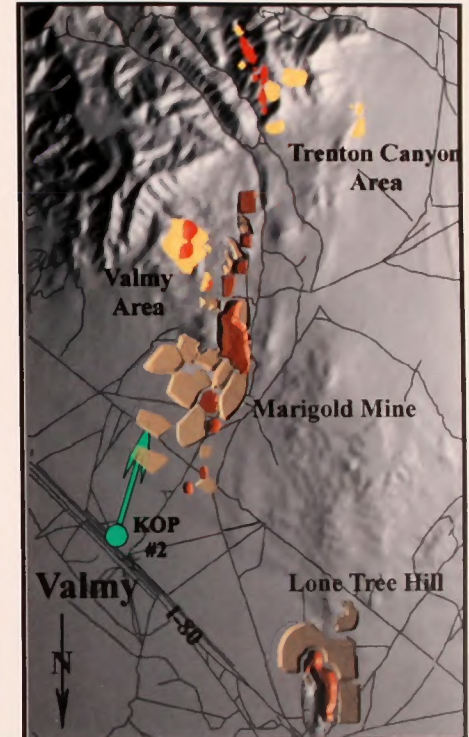 Trenton Canyon
Area
Valmy
Area
Marigold Mine
KOP
#2
Valmy
Lone Tree Hill
I-80
N